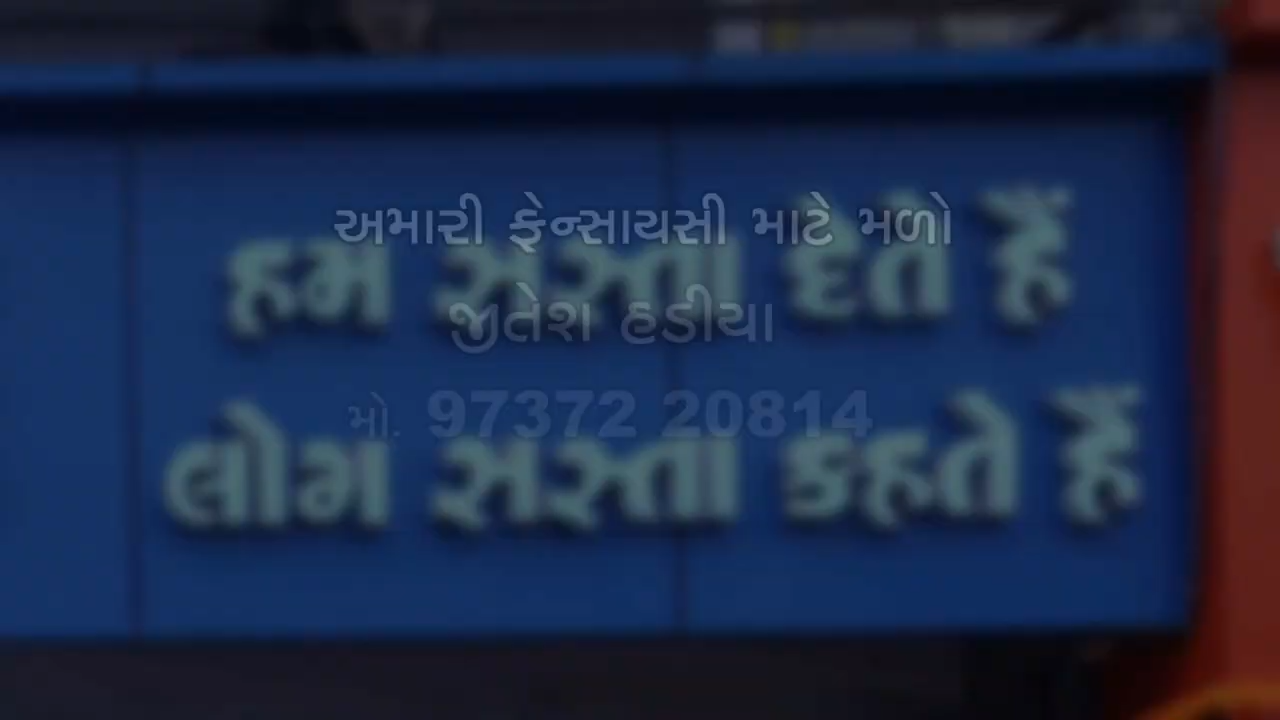 અમારી ફેન્સાયસી માટે મળો
હમ સસ્તા દેતે હૈં
જીતેશ હડીયા
મો. 97372 20814
લોગ સસ્તા કહતે હૈં